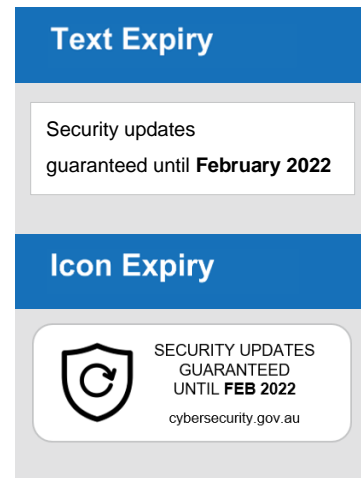 Text Expiry
Security updates
guaranteed until February 2022
Icon Expiry
SECURITY UPDATES
GUARANTEED
UNTIL FEB 2022
cybersecurity.gov.au